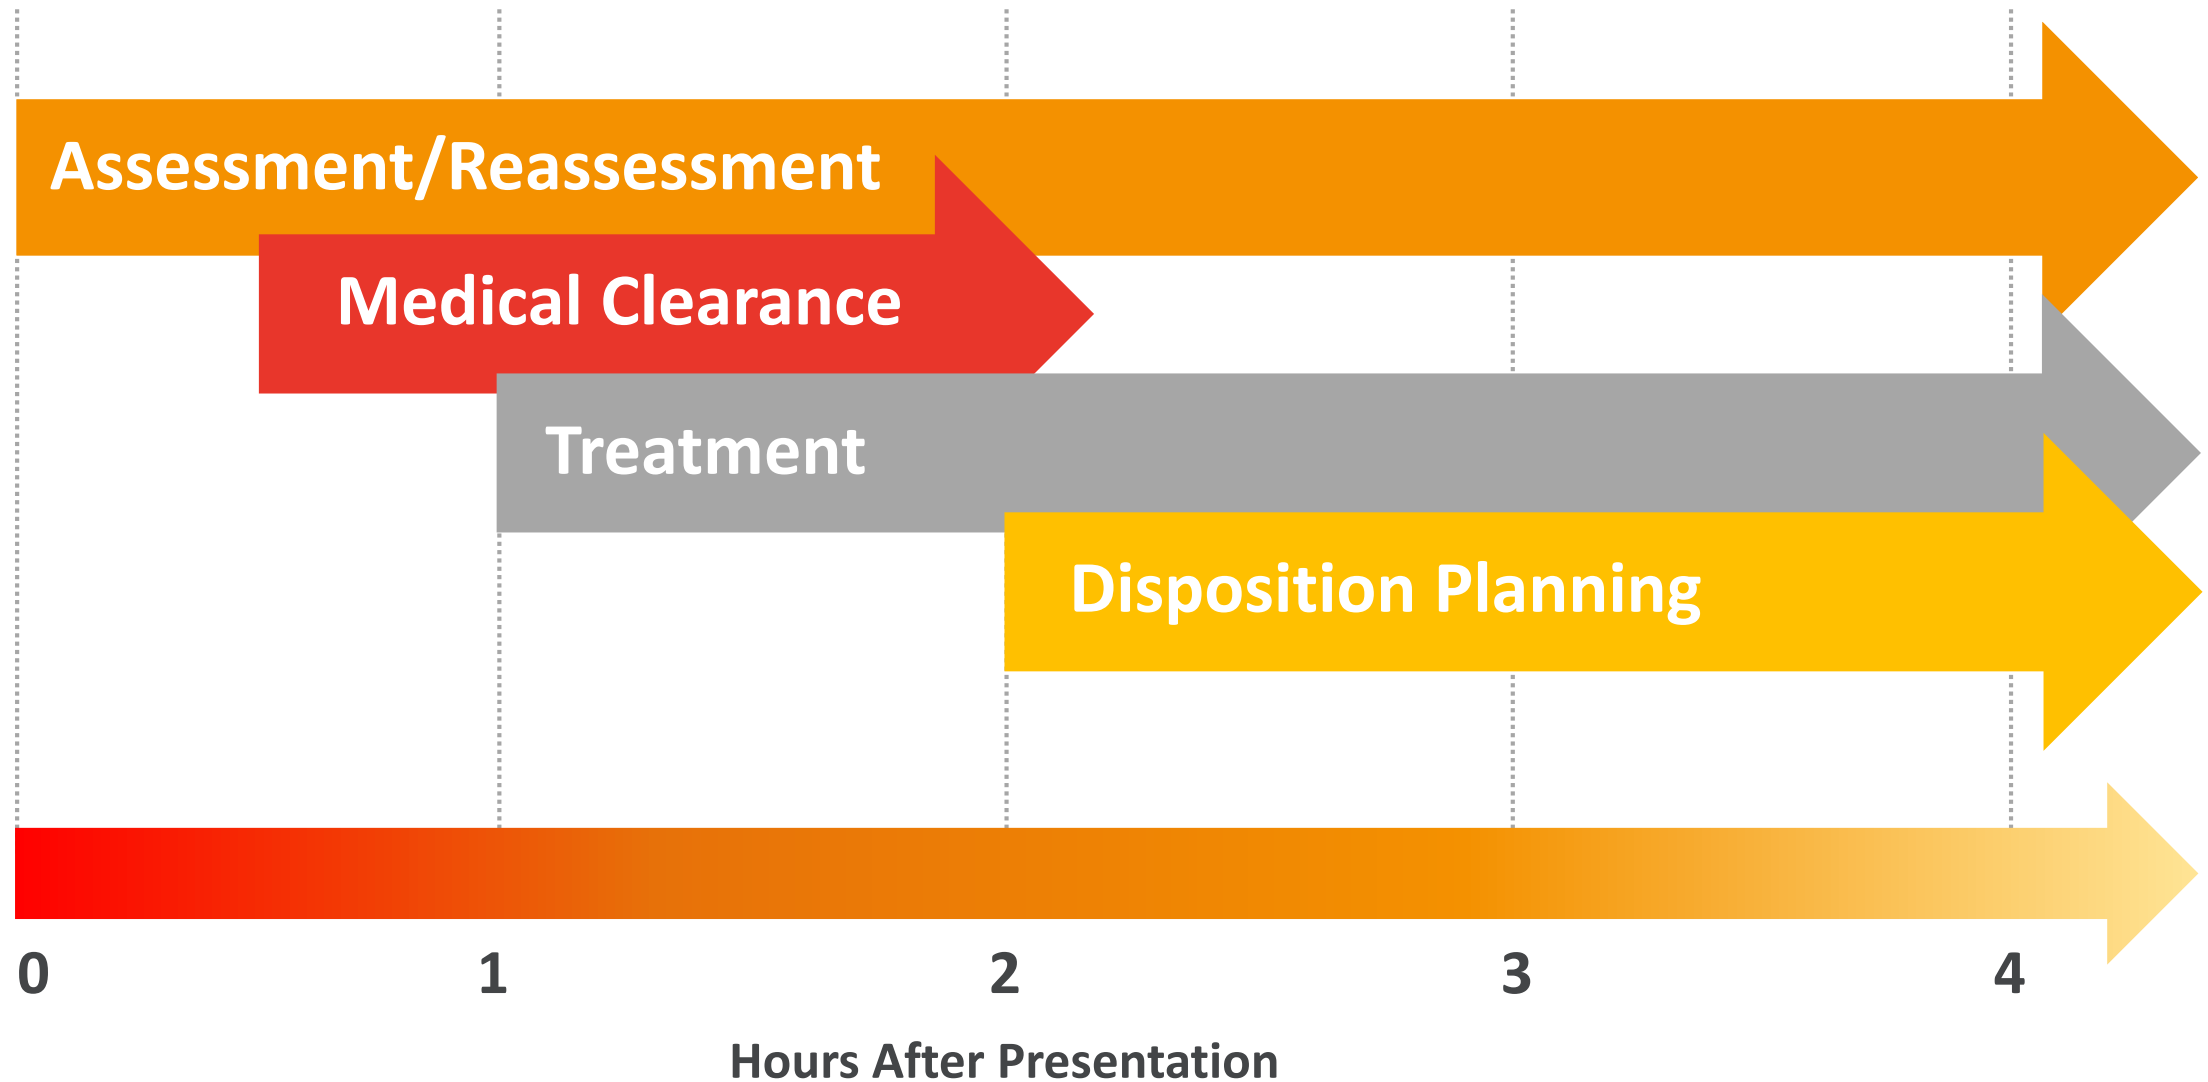 Assessment/Reassessment
Medical Clearance
Treatment
Disposition Planning
0 1 2 3 4
Hours After Presentation